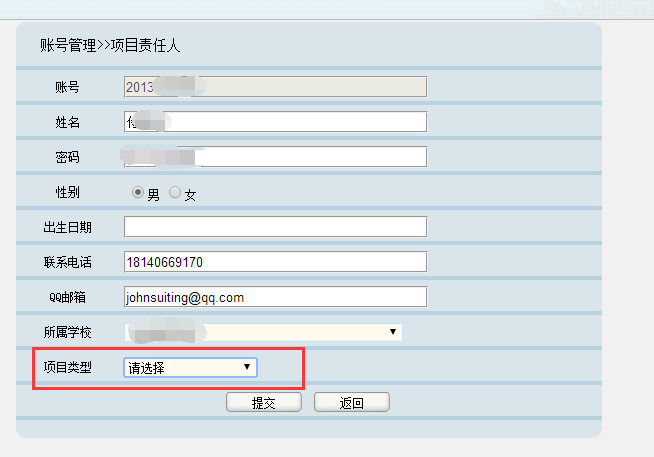 账号管理>>项目责任人
账号 2013
姓名
密码
性别 男 女
出生日期
联系电话 18140669170
QQ邮箱 johnsuiting@qq.com
所属学校
项目类型 请选择
提交 返回